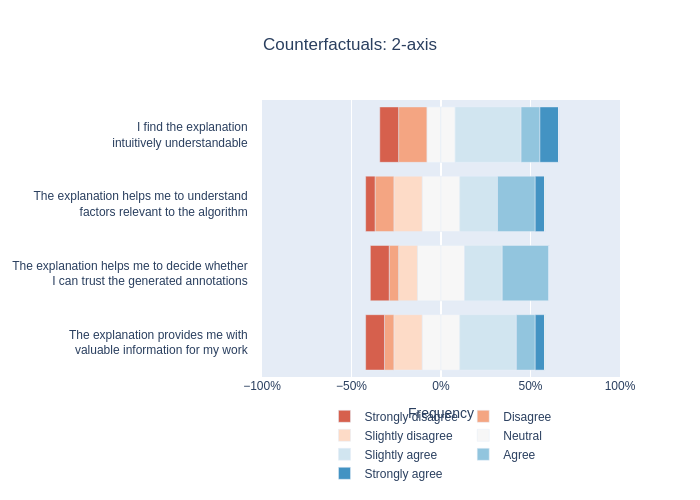 Counterfactuals: 2-axis
I find the explanation
intuitively understandable
The explanation helps me to understand
factors relevant to the algorithm
The explanation helps me to decide whether
I can trust the generated annotations
The explanation provides me with
valuable information for my work
−100%
−50%
0%
50%
100%
Frequency
Strongly disagree
Disagree
Slightly disagree
Neutral
Slightly agree
Agree
Strongly agree